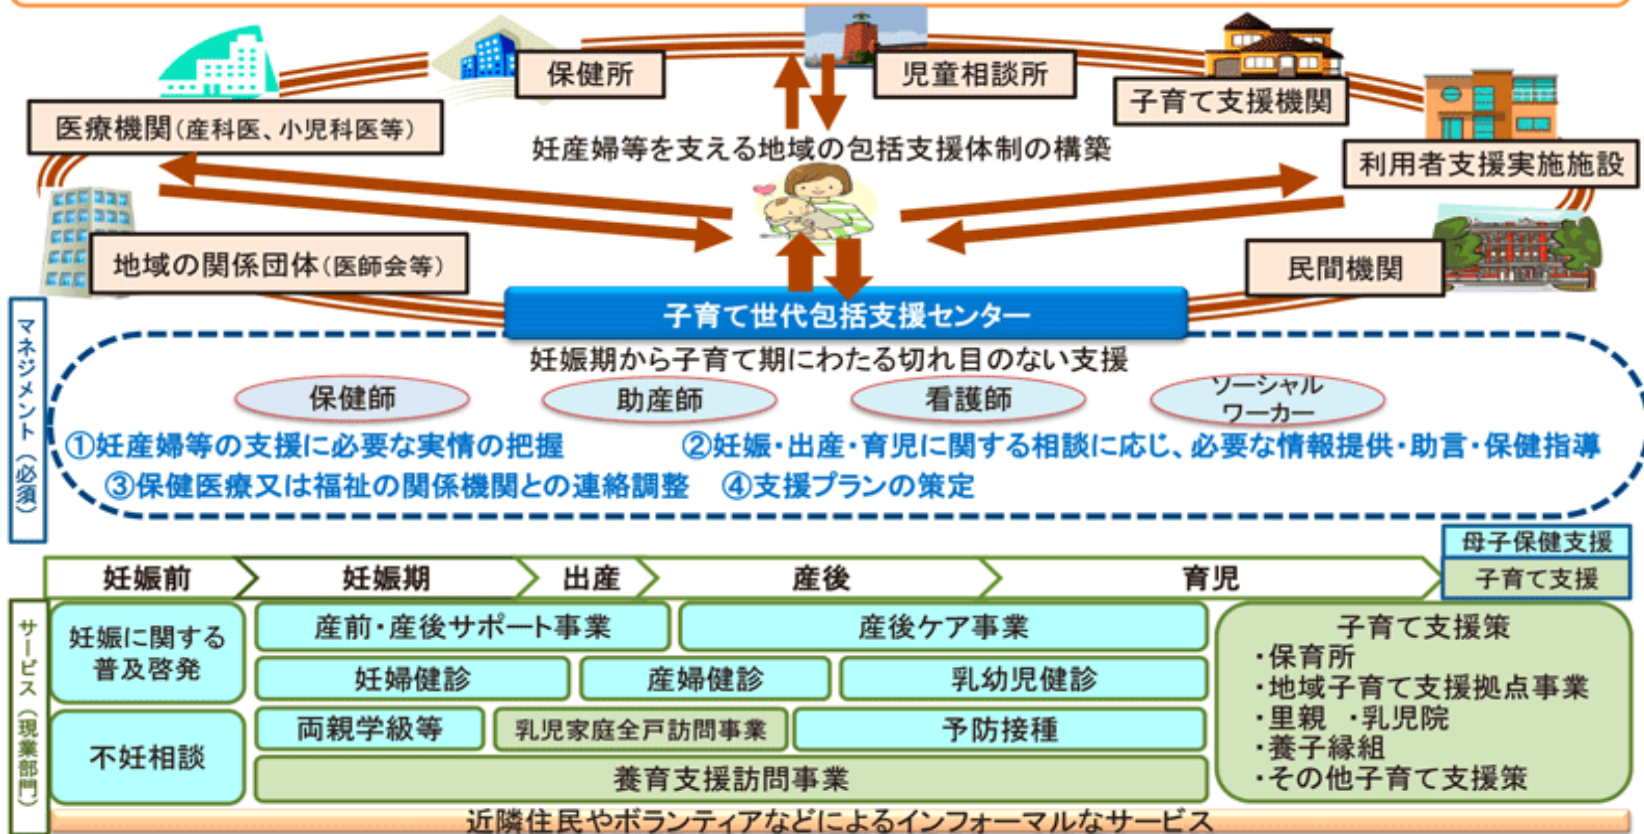 保健所
児童相談所
子育て支援機関
医療機関(産科医、小児科医等)
妊産婦等を支える地域の包括支援体制の構築
利用者支援実施施設
地域の関係団体(医師会等)
民間機関
子育て世代包括支援センター
マネジメント(必須)
妊娠期から子育て期にわたる切れ目のない支援
保健師
助産師
看護師
ソーシャル
ワーカー
①妊産婦等の支援に必要な実情の把握
②妊娠・出産・育児に関する相談に応じ、必要な情報提供・助言・保健指導
③保健医療又は福祉の関係機関との連絡調整
④支援プランの策定
母子保健支援
子育て支援
妊娠前
妊娠期
出産
産後
育児
サービス(現業部門)
妊娠に関する
普及啓発
産前・産後サポート事業
産後ケア事業
妊婦健診
産婦健診
乳幼児健診
不妊相談
両親学級等
乳児家庭全戸訪問事業
予防接種
養育支援訪問事業
子育て支援策
・保育所
・地域子育て支援拠点事業
・里親 ・乳児院
・養子縁組
・その他子育て支援策
近隣住民やボランティアなどによるインフォーマルなサービス